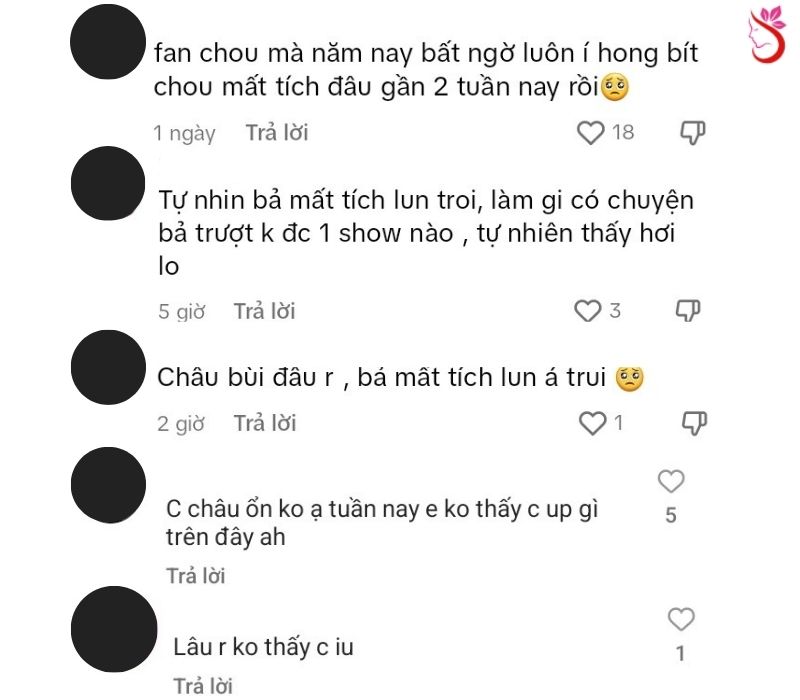 fan chou mà năm nay bất ngờ luôn í hong bít
chou mất tích đâu gần 2 tuần nay rồi🥺
1 ngày Trả lời 18
Tự nhin bả mất tích lun troi, làm gi có chuyện
bả trượt k đc 1 show nào , tự nhiên thấy hơi
lo
5 giờ Trả lời 3
Châu bùi đâu r , bá mất tích lun á trui 🥺
2 giờ Trả lời 1
C châu ổn ko ạ tuần nay e ko thấy c up gì
trên đây ah
5
Trả lời
Lâu r ko thấy c iu
1
Trả lời